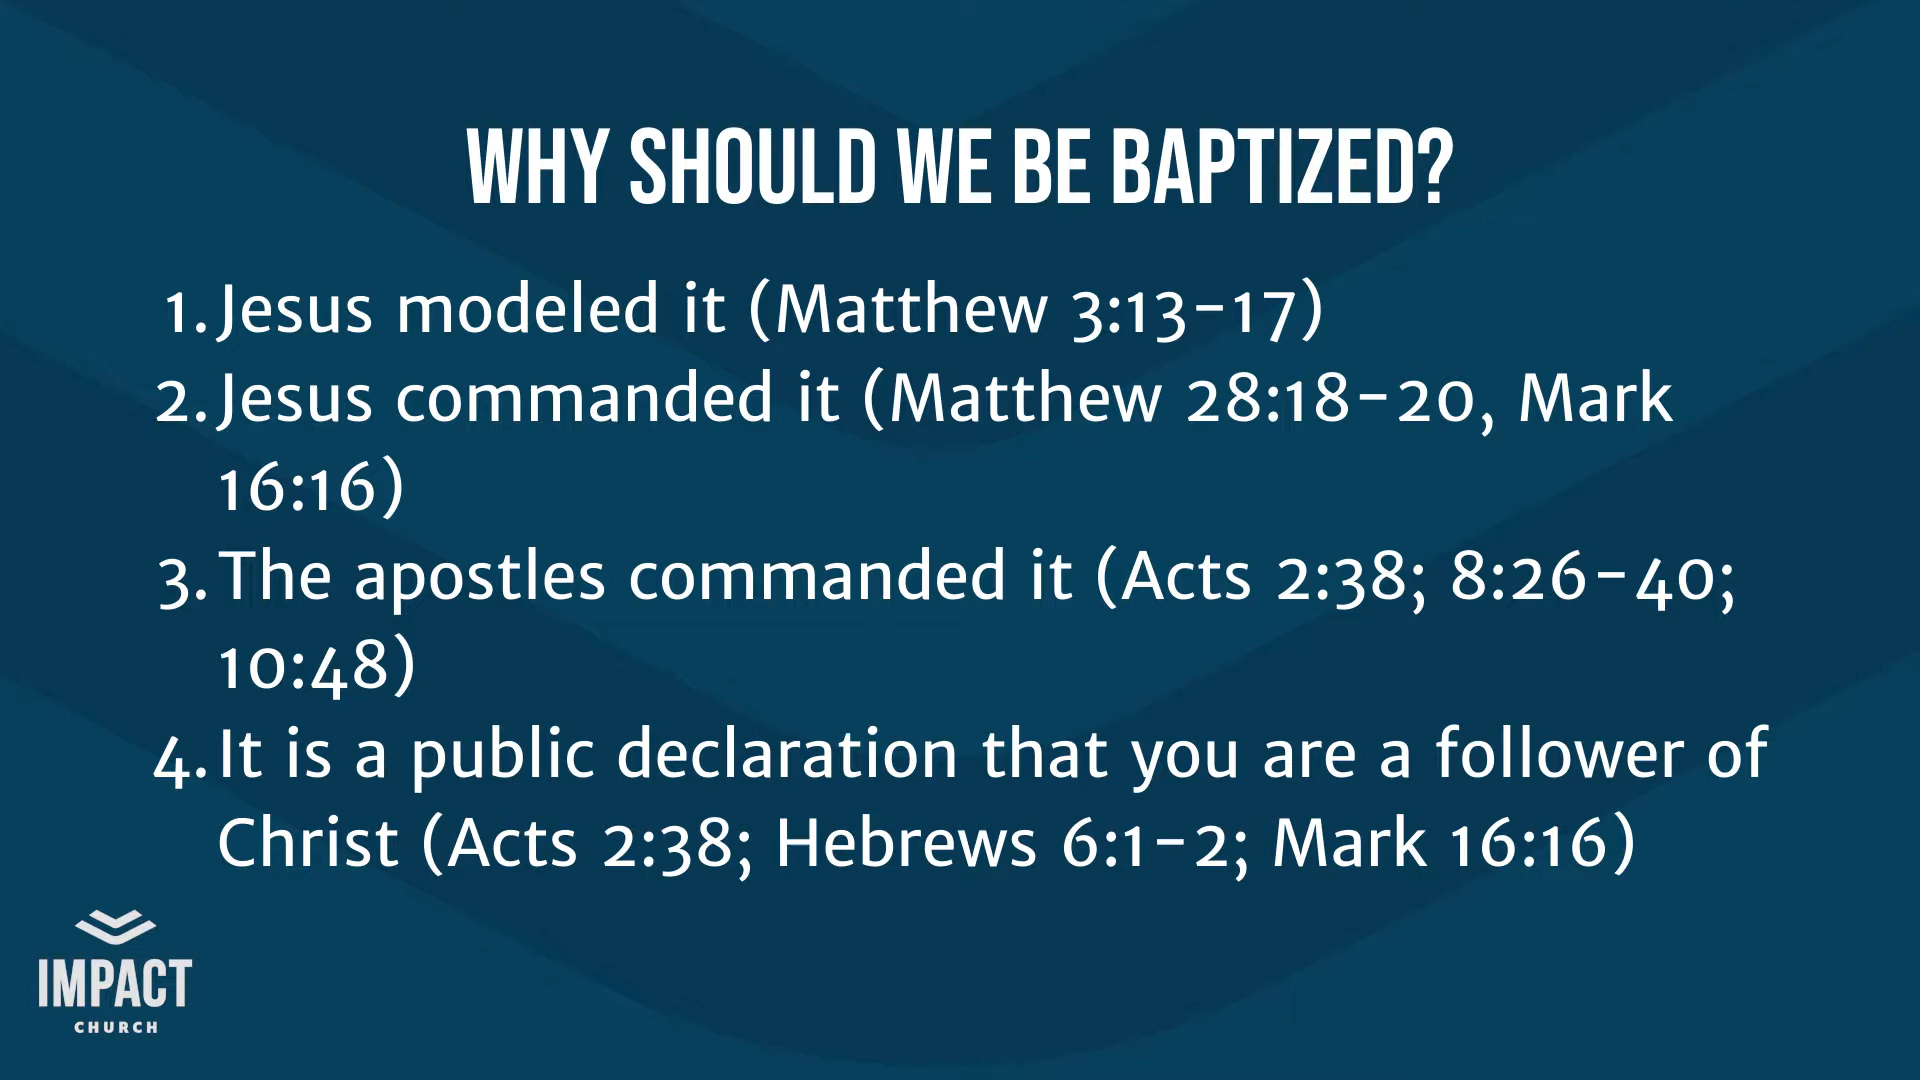 WHY SHOULD WE BE BAPTIZED?
1. Jesus modeled it (Matthew 3:13-17)
2. Jesus commanded it (Matthew 28:18-20, Mark
16:16)
3. The apostles commanded it (Acts 2:38; 8:26-40;
10:48)
4. It is a public declaration that you are a follower of
Christ (Acts 2:38; Hebrews 6:1-2; Mark 16:16)
IMPACT
CHURCH